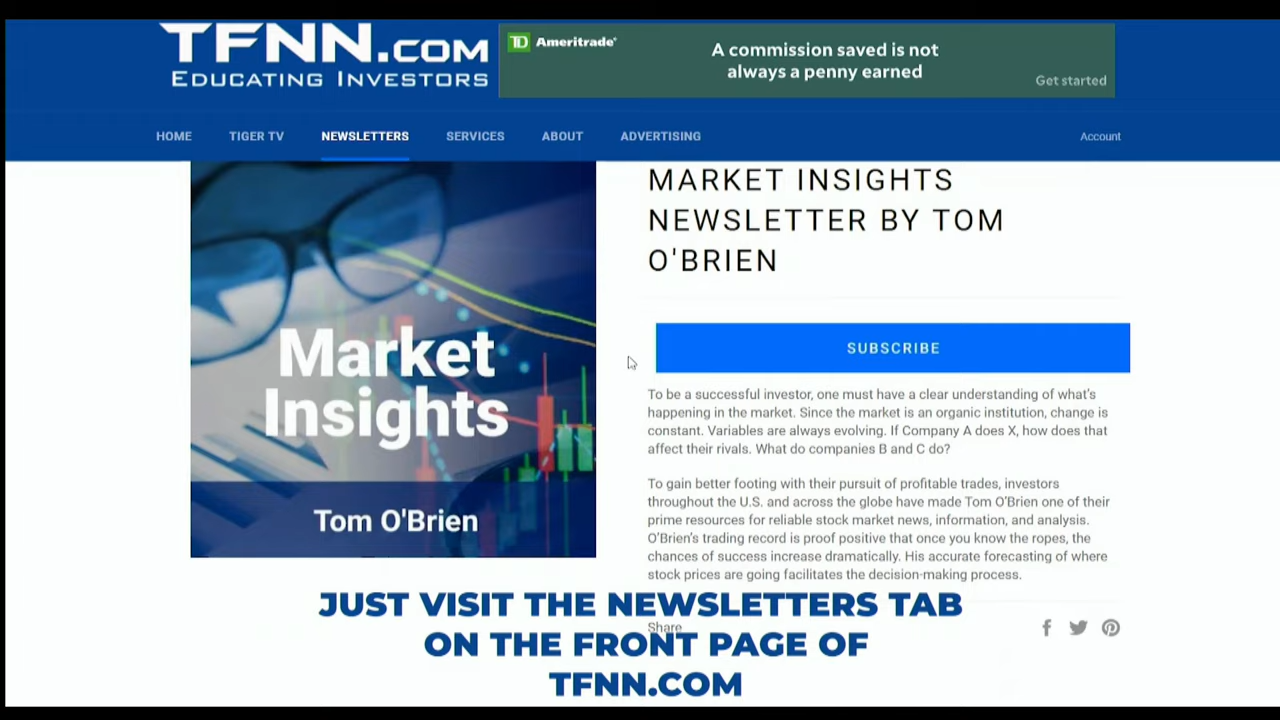 TFNN.COM
EDUCATING INVESTORS
TD Ameritrade
A commission saved is not
always a penny earned
Get started
HOME TIGER TV NEWSLETTERS SERVICES ABOUT ADVERTISING Account
Market
Insights
Tom O'Brien
MARKET INSIGHTS
NEWSLETTER BY TOM
O'BRIEN
SUBSCRIBE
To be a successful investor, one must have a clear understanding of what's
happening in the market. Since the market is an organic institution, change is
constant. Variables are always evolving. If Company A does X, how does that
affect their rivals. What do companies B and C do?
To gain better footing with their pursuit of profitable trades, investors
throughout the U.S. and across the globe have made Tom O'Brien one of their
prime resources for reliable stock market news, information, and analysis.
O'Brien's trading record is proof positive that once you know the ropes, the
chances of success increase dramatically. His accurate forecasting of where
stock prices are going facilitates the decision-making process.
Share
JUST VISIT THE NEWSLETTERS TAB
ON THE FRONT PAGE OF
TFNN.COM